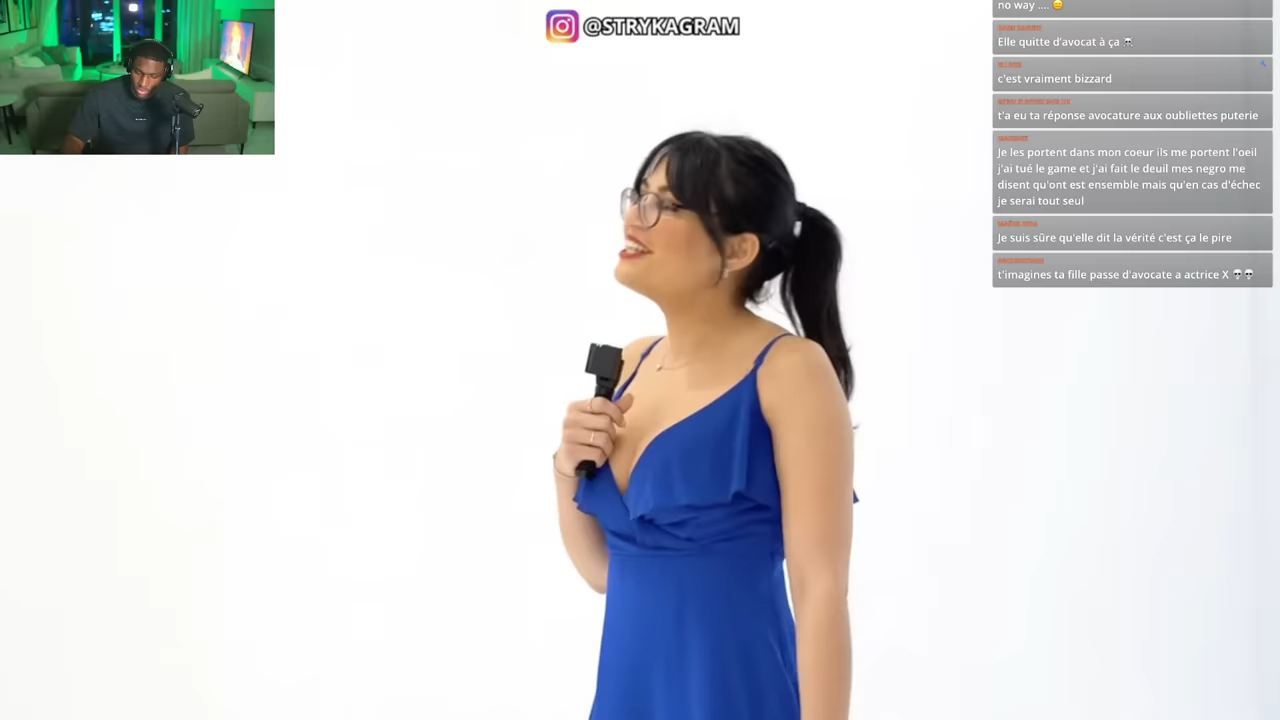 @STRYKAGRAM
no way .... 😑
Elle quitte d'avocat à ça ☠
c'est vraiment bizzard
t'a eu ta réponse avocature aux oubliettes puterie
Je les portent dans mon coeur ils me portent l'oeil
j'ai tué le game et j'ai fait le deuil mes negro me
disent qu'ont est ensemble mais qu'en cas d'échec
je serai tout seul
Je suis sûre qu'elle dit la vérité c'est ça le pire
t'imagines ta fille passe d'avocate a actrice X 💀💀